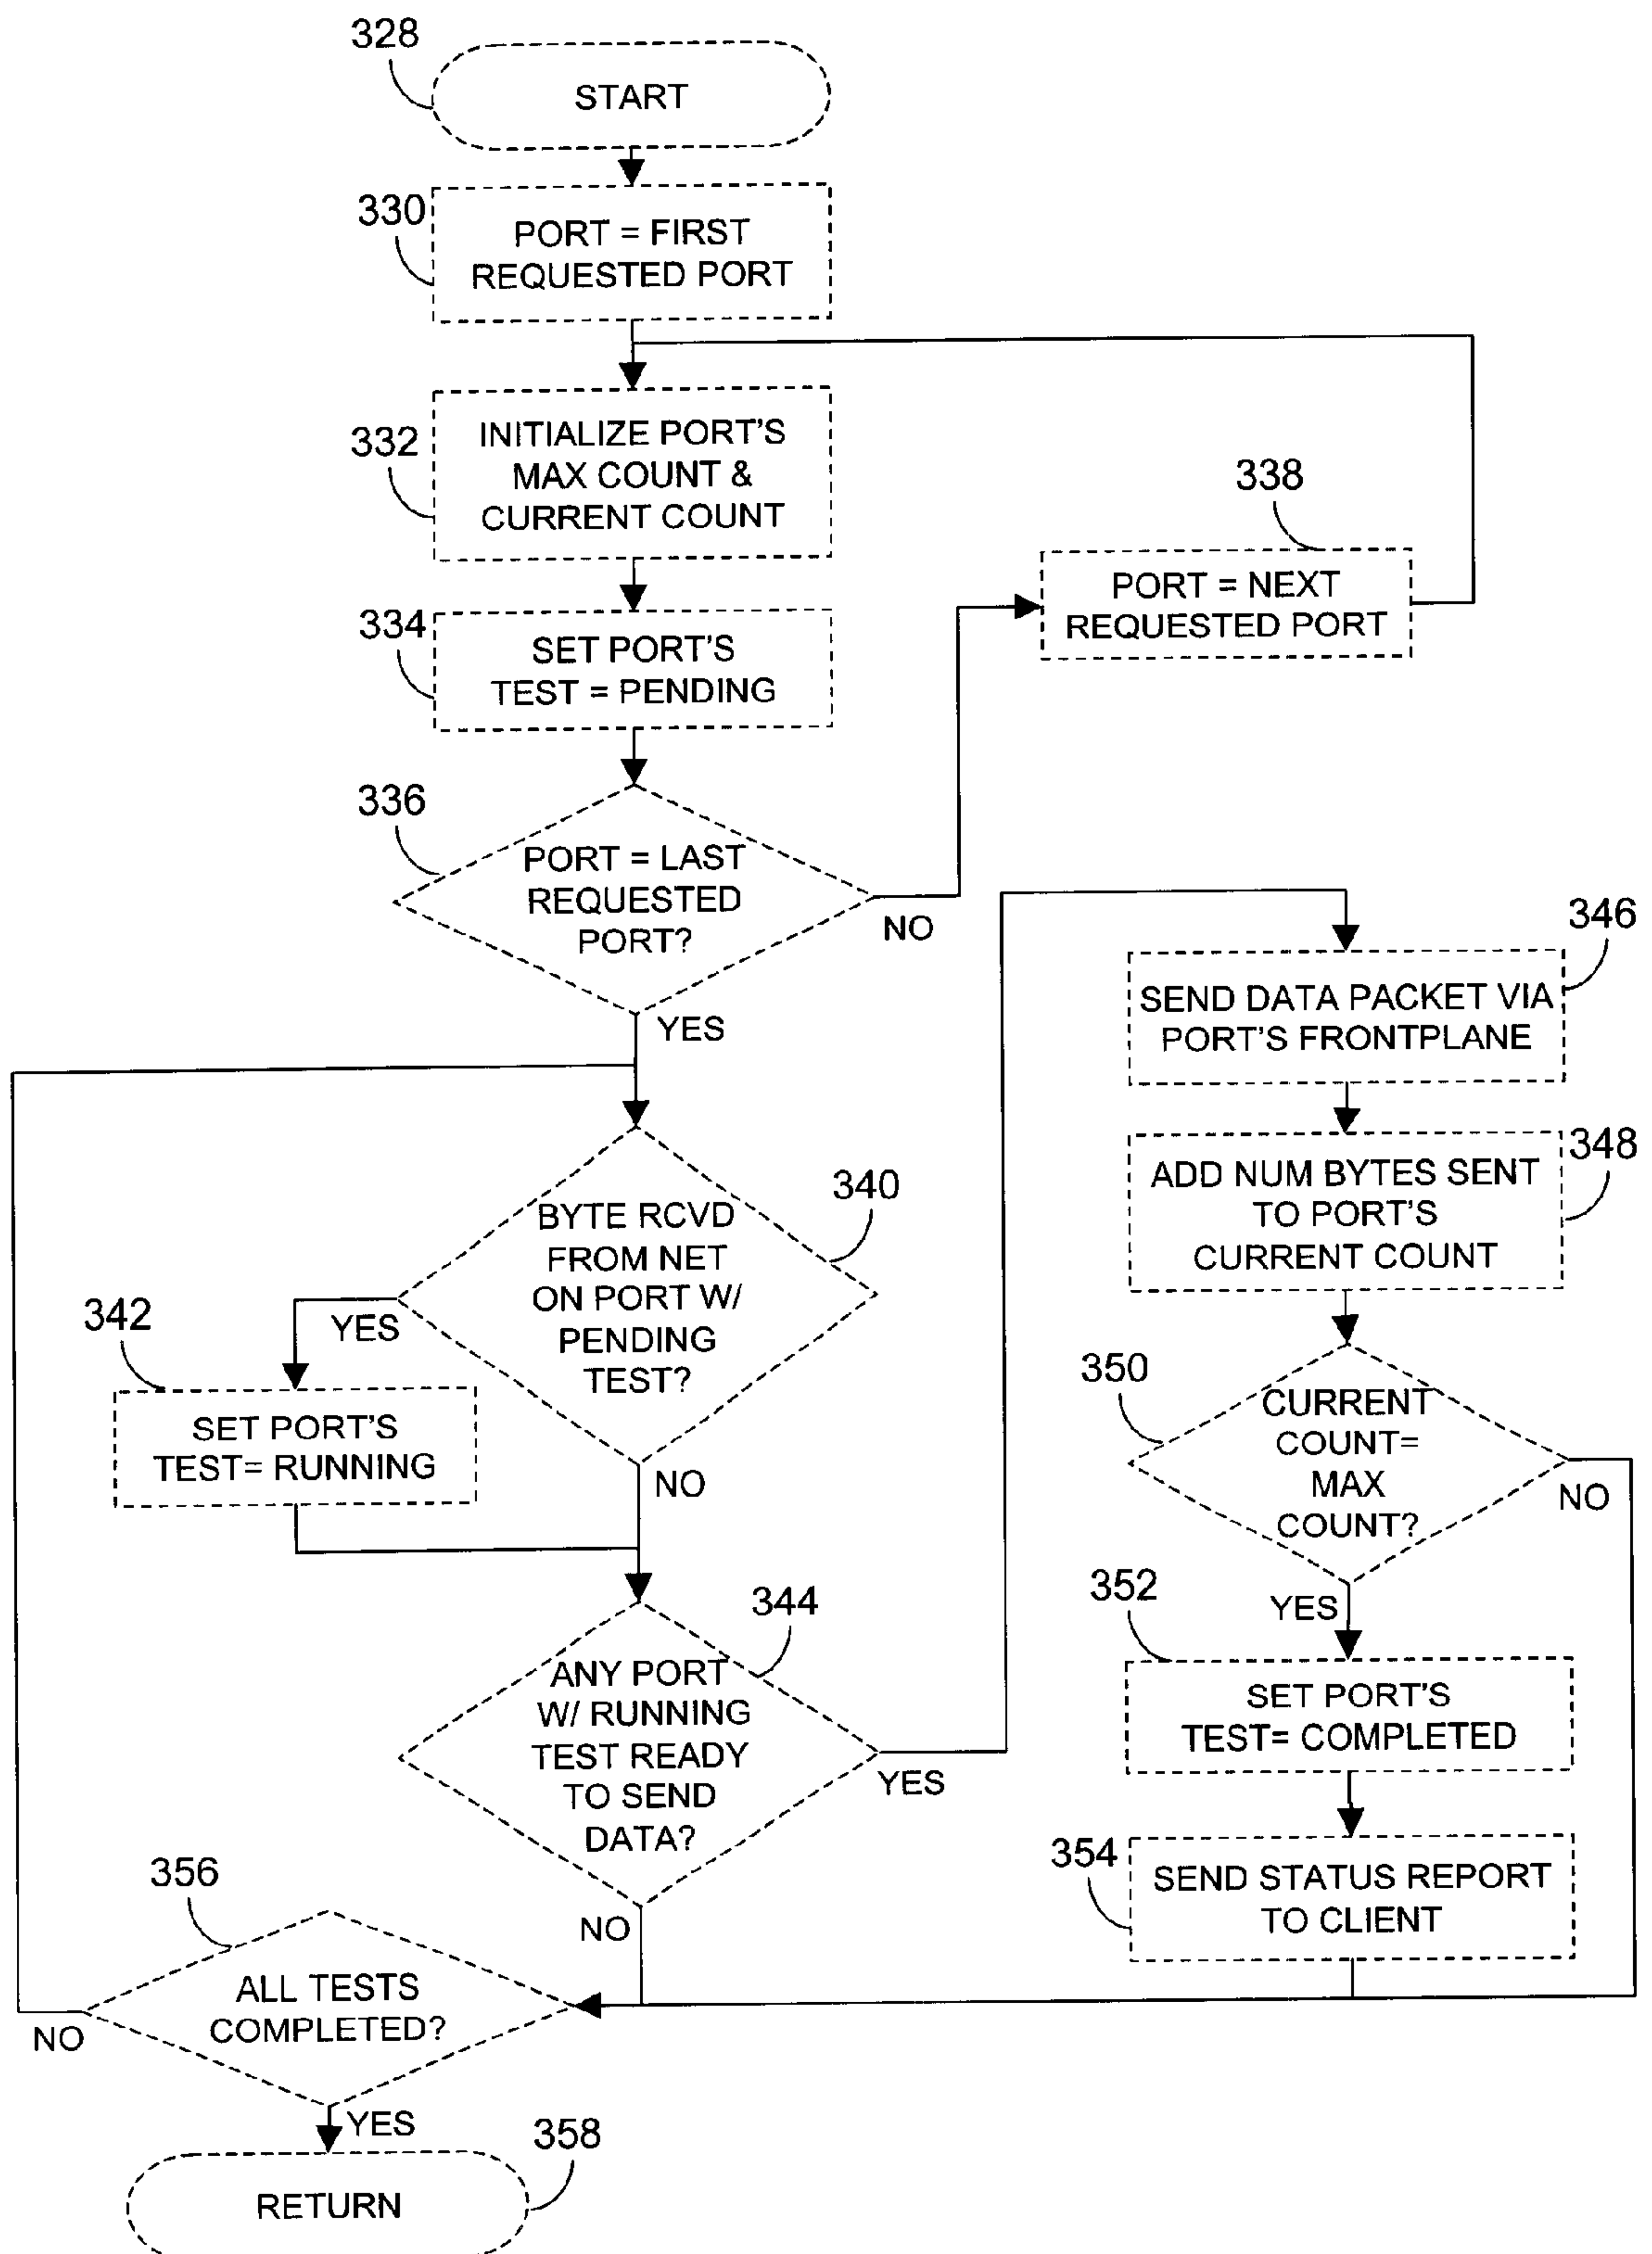 328
START
330
PORT = FIRST
REQUESTED PORT
332
INITIALIZE PORT'S
MAX COUNT &
CURRENT COUNT
338
PORT = NEXT
REQUESTED PORT
334
SET PORT'S
TEST = PENDING
336
PORT = LAST
REQUESTED
PORT?
NO
YES
340
BYTE RCVD
FROM NET
ON PORT W/
PENDING
TEST?
YES
342
SET PORT'S
TEST= RUNNING
NO
344
ANY PORT
W/ RUNNING
TEST READY
TO SEND
DATA?
YES
NO
346
SEND DATA PACKET VIA
PORT'S FRONTPLANE
348
ADD NUM BYTES SENT
TO PORT'S
CURRENT COUNT
350
CURRENT
COUNT=
MAX
COUNT?
NO
YES
352
SET PORT'S
TEST= COMPLETED
354
SEND STATUS REPORT
TO CLIENT
356
ALL TESTS
COMPLETED?
NO
YES
358
RETURN